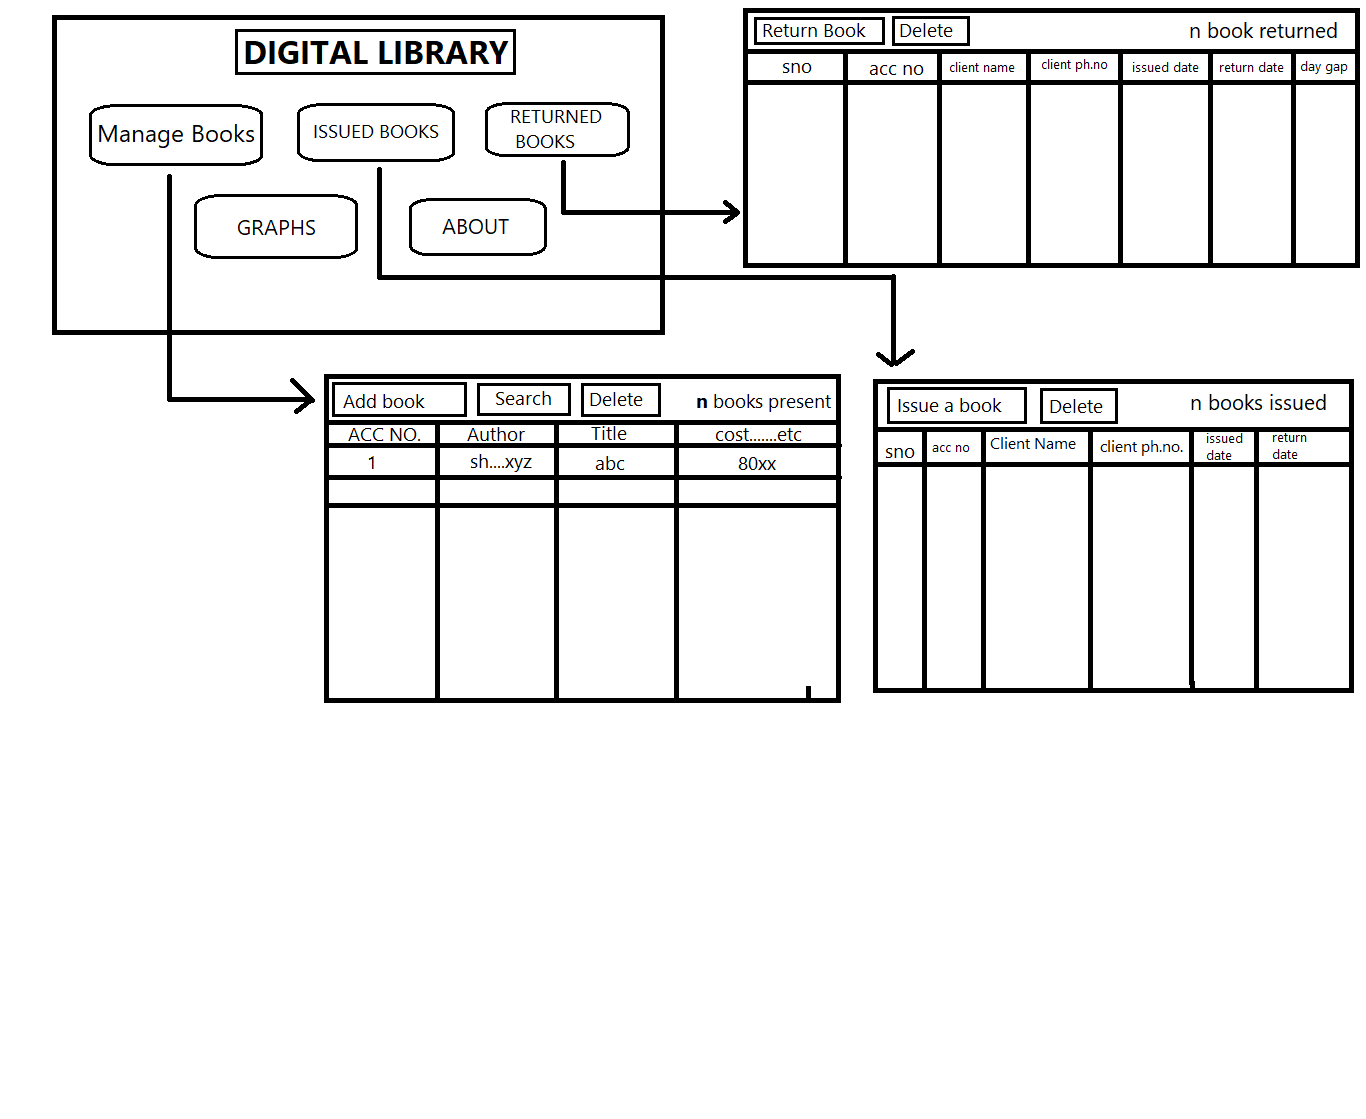 DIGITAL LIBRARY
Manage Books
ISSUED BOOKS
RETURNED
BOOKS
GRAPHS
ABOUT
Return Book
Delete
n book returned
sno
acc no
client name
client ph.no
issued date
return date
day gap
Add book
Search
Delete
n books present
ACC NO.
Author
Title
cost.......etc
1
sh....xyz
abc
80xx
Issue a book
Delete
n books issued
sno
acc no
Client Name
client ph.no.
issued
date
return
date